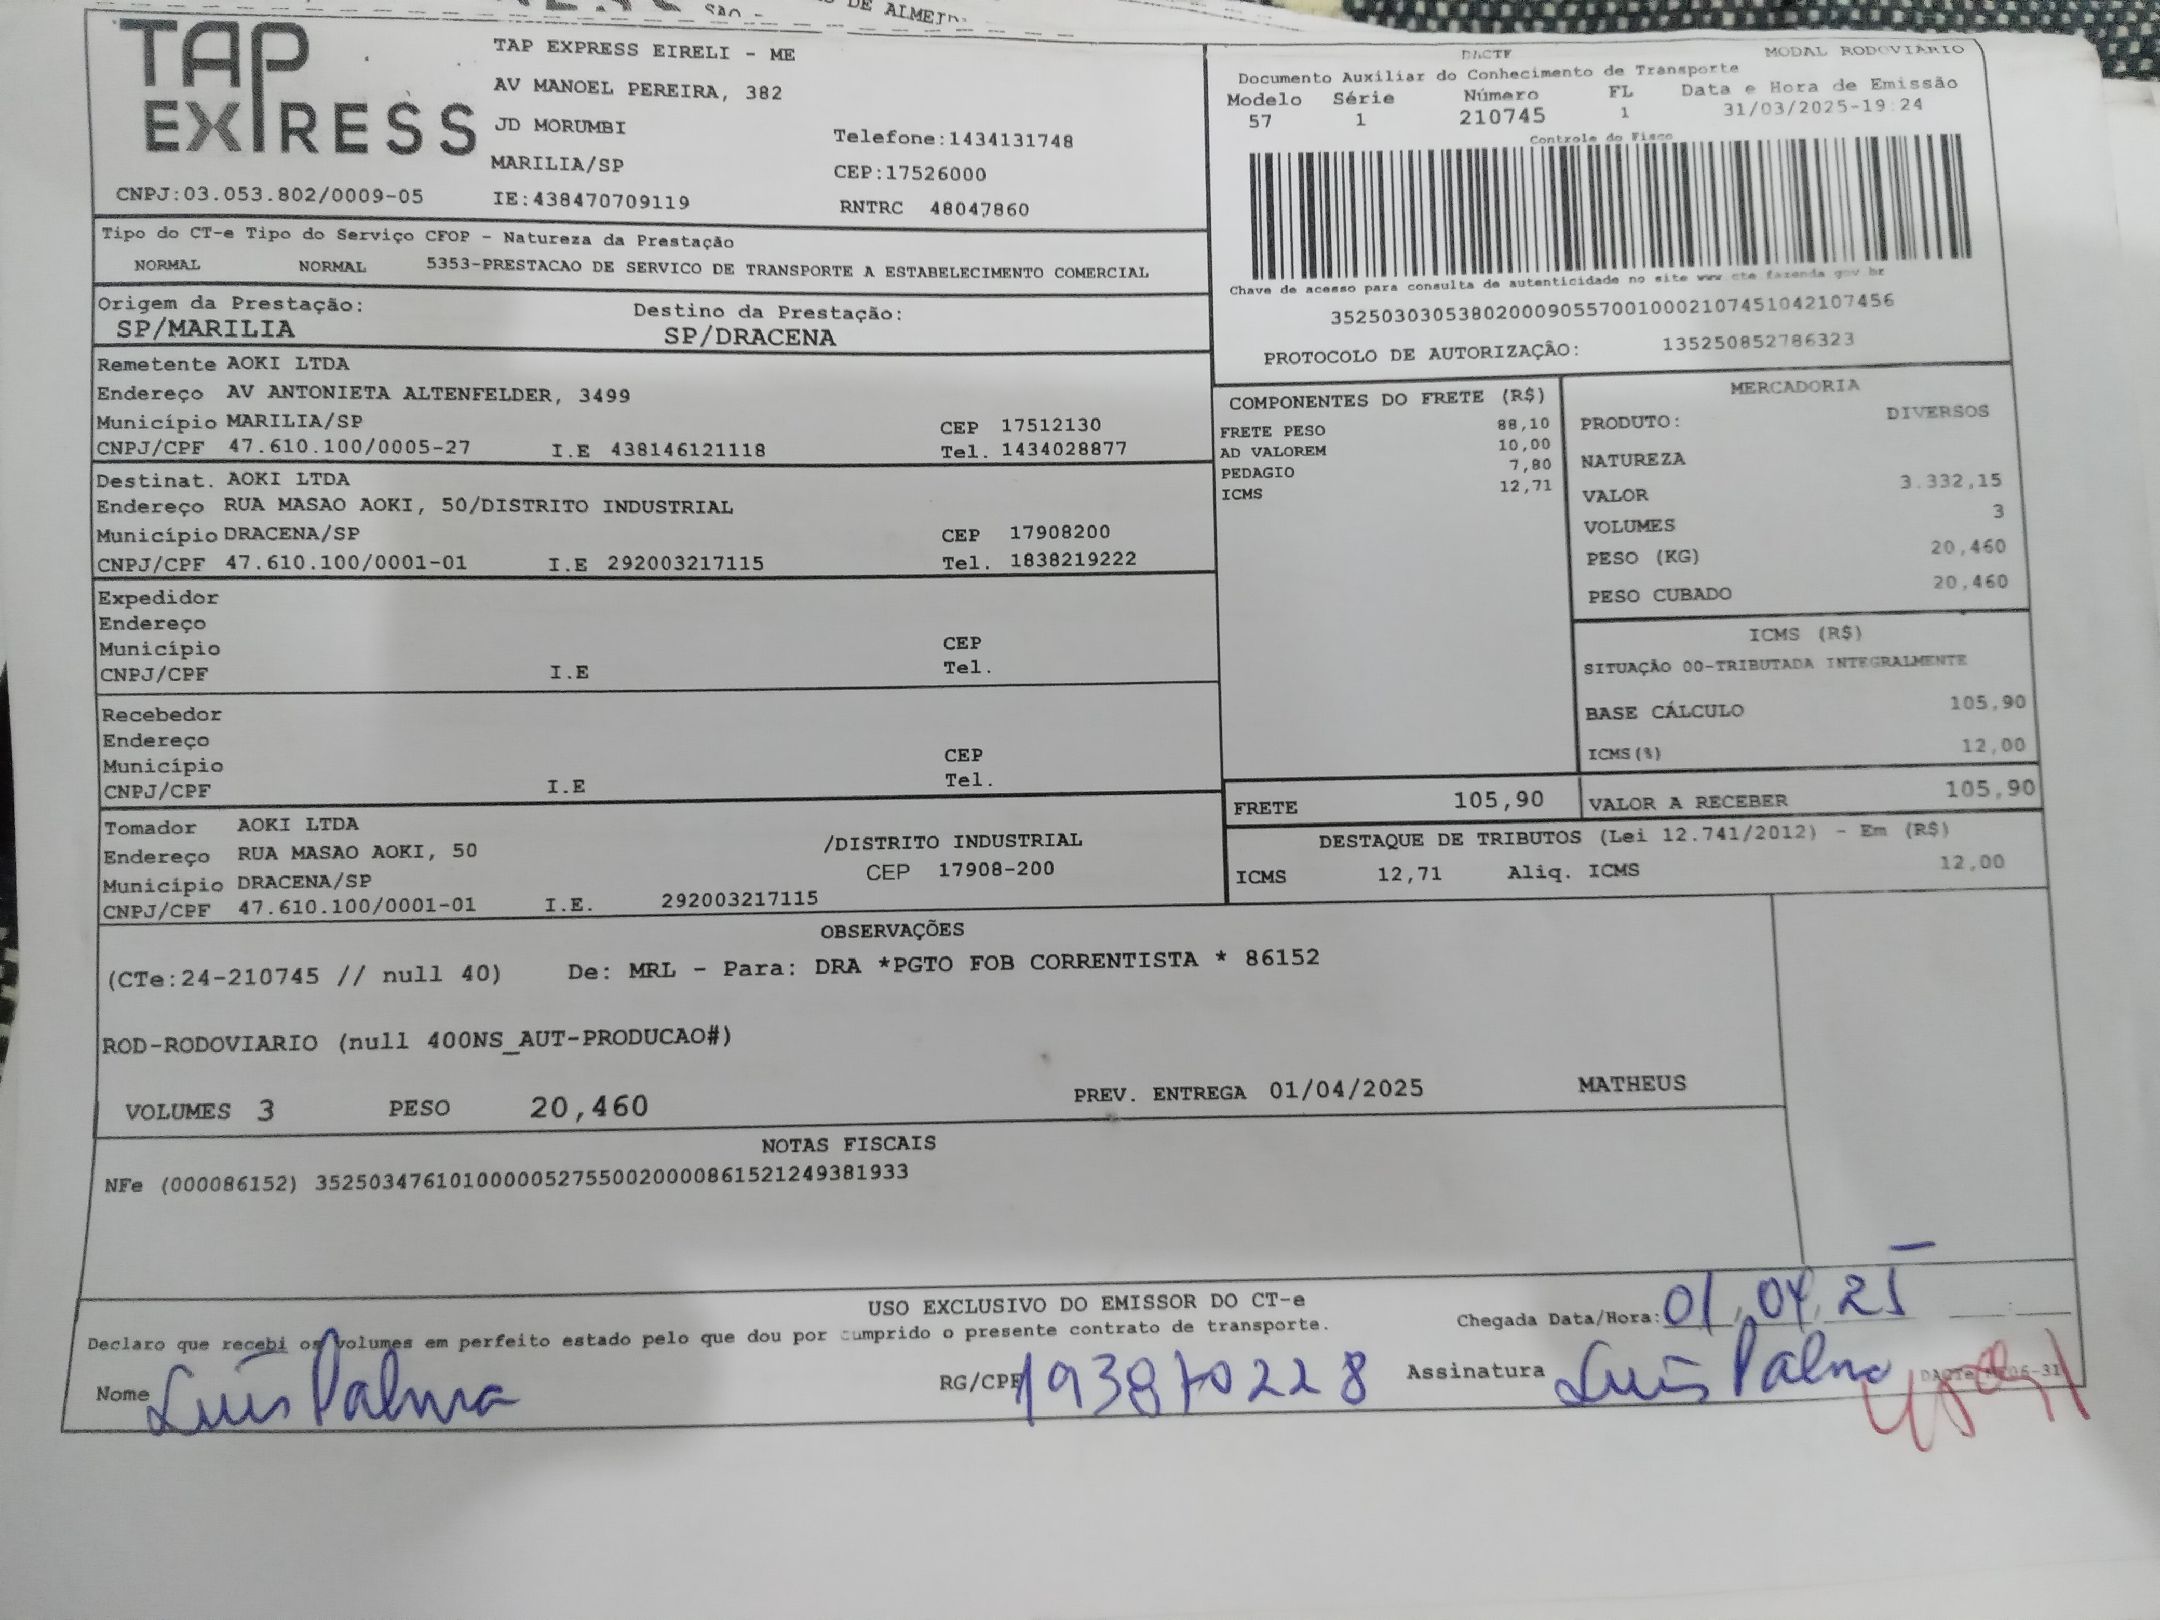 DE ALMEID
SÃO -
TAP EXPRESS
TAP EXPRESS EIRELI - ME
AV MANOEL PEREIRA, 382
JD MORUMBI
Telefone:1434131748
MARILIA/SP
CEP:17526000
CNPJ:03.053.802/0009-05
IE:438470709119
RNTRC 48047860
DACTE
MODAL RODOVIÁRIO
Documento Auxiliar do Conhecimento de Transporte
Modelo Série Número FL Data e Hora de Emissão
57 1 210745 1 31/03/2025-19:24
Controle do Fisco
Chave de acesso para consulta de autenticidade no site www cte fazenda gov br
35250303053802000905570010002107451042107456
PROTOCOLO DE AUTORIZAÇÃO: 135250852786323
Tipo do CT-e Tipo do Serviço CFOP - Natureza da Prestação
NORMAL NORMAL 5353-PRESTACAO DE SERVICO DE TRANSPORTE A ESTABELECIMENTO COMERCIAL
Origem da Prestação: Destino da Prestação:
SP/MARILIA SP/DRACENA
Remetente AOKI LTDA
Endereço AV ANTONIETA ALTENFELDER, 3499
Município MARILIA/SP CEP 17512130
CNPJ/CPF 47.610.100/0005-27 I.E 438146121118 Tel. 1434028877
Destinat. AOKI LTDA
Endereço RUA MASAO AOKI, 50/DISTRITO INDUSTRIAL
Município DRACENA/SP CEP 17908200
CNPJ/CPF 47.610.100/0001-01 I.E 292003217115 Tel. 1838219222
Expedidor
Endereço
Município CEP
CNPJ/CPF I.E Tel.
Recebedor
Endereço
Município CEP
CNPJ/CPF I.E Tel.
Tomador AOKI LTDA
Endereço RUA MASAO AOKI, 50 /DISTRITO INDUSTRIAL
Município DRACENA/SP CEP 17908-200
CNPJ/CPF 47.610.100/0001-01 I.E. 292003217115
COMPONENTES DO FRETE (R$)
FRETE PESO 88,10
AD VALOREM 10,00
PEDAGIO 7,80
ICMS 12,71
MERCADORIA
PRODUTO: DIVERSOS
NATUREZA
VALOR 3.332,15
VOLUMES 3
PESO (KG) 20,460
PESO CUBADO 20,460
ICMS (R$)
SITUAÇÃO 00-TRIBUTADA INTEGRALMENTE
BASE CÁLCULO 105,90
ICMS(%) 12,00
FRETE 105,90 VALOR A RECEBER 105,90
DESTAQUE DE TRIBUTOS (Lei 12.741/2012) - Em (R$)
ICMS 12,71 Aliq. ICMS 12,00
OBSERVAÇÕES
(CTe:24-210745 // null 40) De: MRL - Para: DRA *PGTO FOB CORRENTISTA * 86152
ROD-RODOVIARIO (null 400NS_AUT-PRODUCAO#)
VOLUMES 3 PESO 20,460 PREV. ENTREGA 01/04/2025 MATHEUS
NOTAS FISCAIS
NFe (000086152) 35250347610100000527550020000861521249381933
USO EXCLUSIVO DO EMISSOR DO CT-e
Declaro que recebi os volumes em perfeito estado pelo que dou por cumprido o presente contrato de transporte.
Chegada Data/Hora: 01,04,25
Nome Luis Palma RG/CPF 193870228 Assinatura Luis Palma